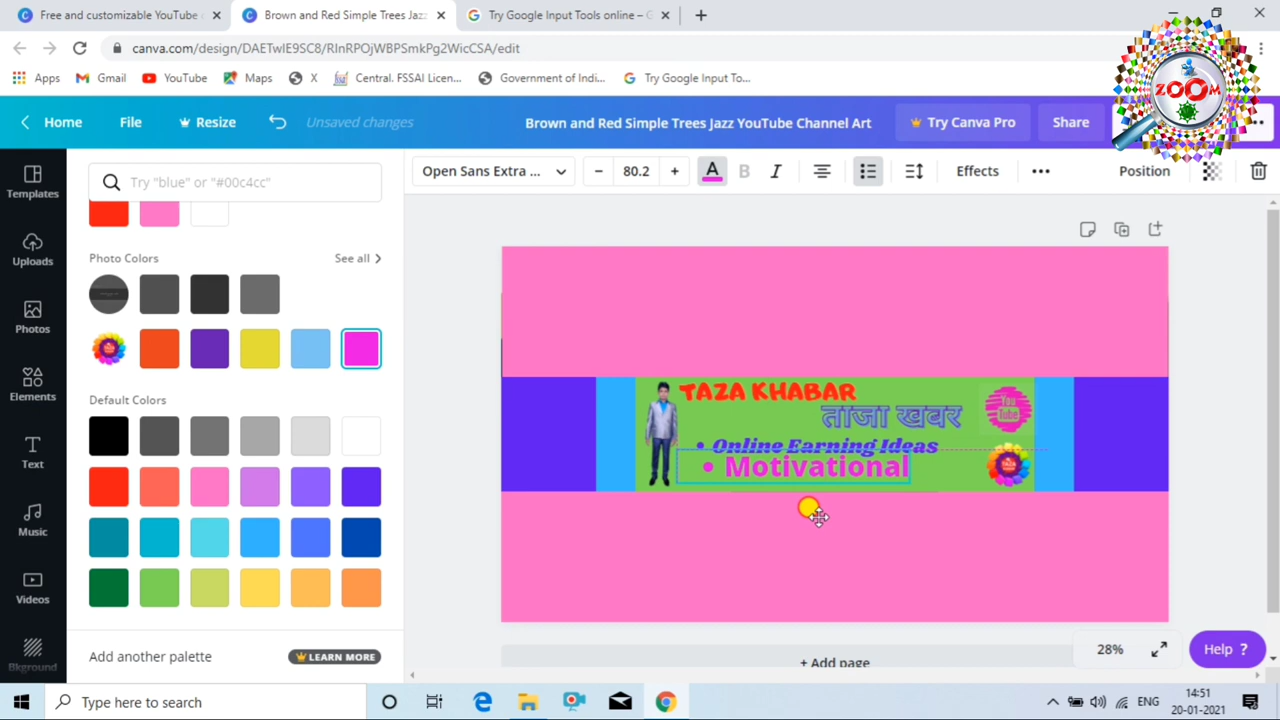 Free and customizable YouTube
Brown and Red Simple Trees Jazz
Try Google Input Tools online – G
canva.com/design/DAETwIE9SC8/RInRPOjWBPSmkPg2WicCSA/edit
Apps
Gmail
YouTube
Maps
X
Central. FSSAI Licen...
Government of Indi...
Try Google Input To...
ZOOM
Home
File
Resize
Unsaved changes
Brown and Red Simple Trees Jazz YouTube Channel Art
Try Canva Pro
Share
Templates
Uploads
Photos
Elements
Text
Music
Videos
Bkground
Try "blue" or "#00c4cc"
Open Sans Extra ...
– 80.2 +
A B I
Effects
Position
Photo Colors
See all
Default Colors
Add another palette
LEARN MORE
TAZA KHABAR
ताजा खबर
• Online Earning Ideas
• Motivational
You
Tube
+ Add page
28%
Help ?
Type here to search
ENG
14:51
20-01-2021